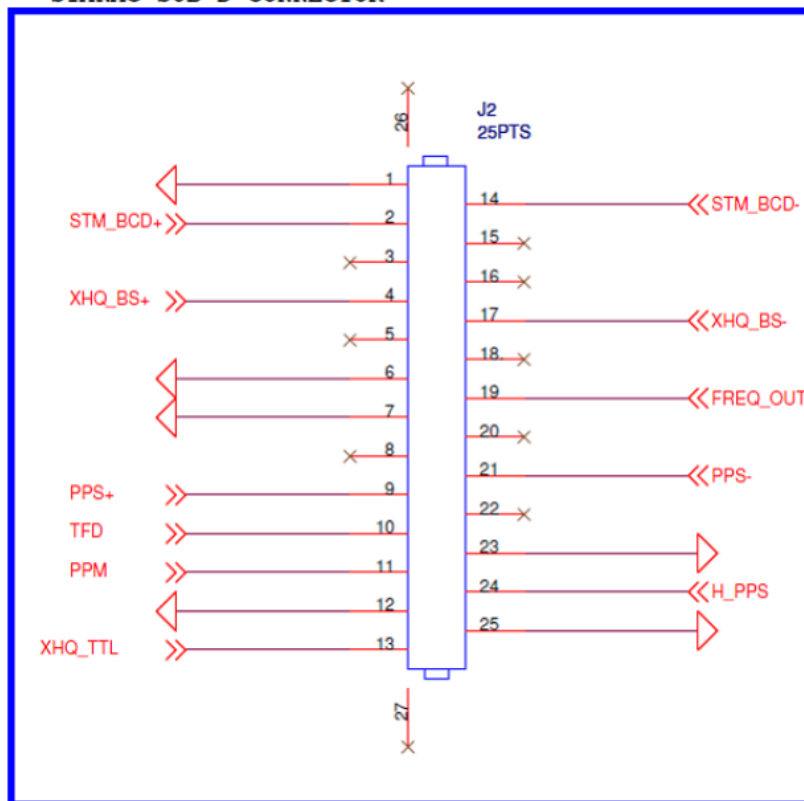 J2
25PTS
26
1
14
STM_BCD-
STM_BCD+
2
15
3
16
XHQ_BS+
4
17
XHQ_BS-
5
18
6
19
FREQ_OUT
7
20
8
21
PPS-
PPS+
9
22
TFD
10
23
PPM
11
24
H_PPS
12
25
XHQ_TTL
13
27